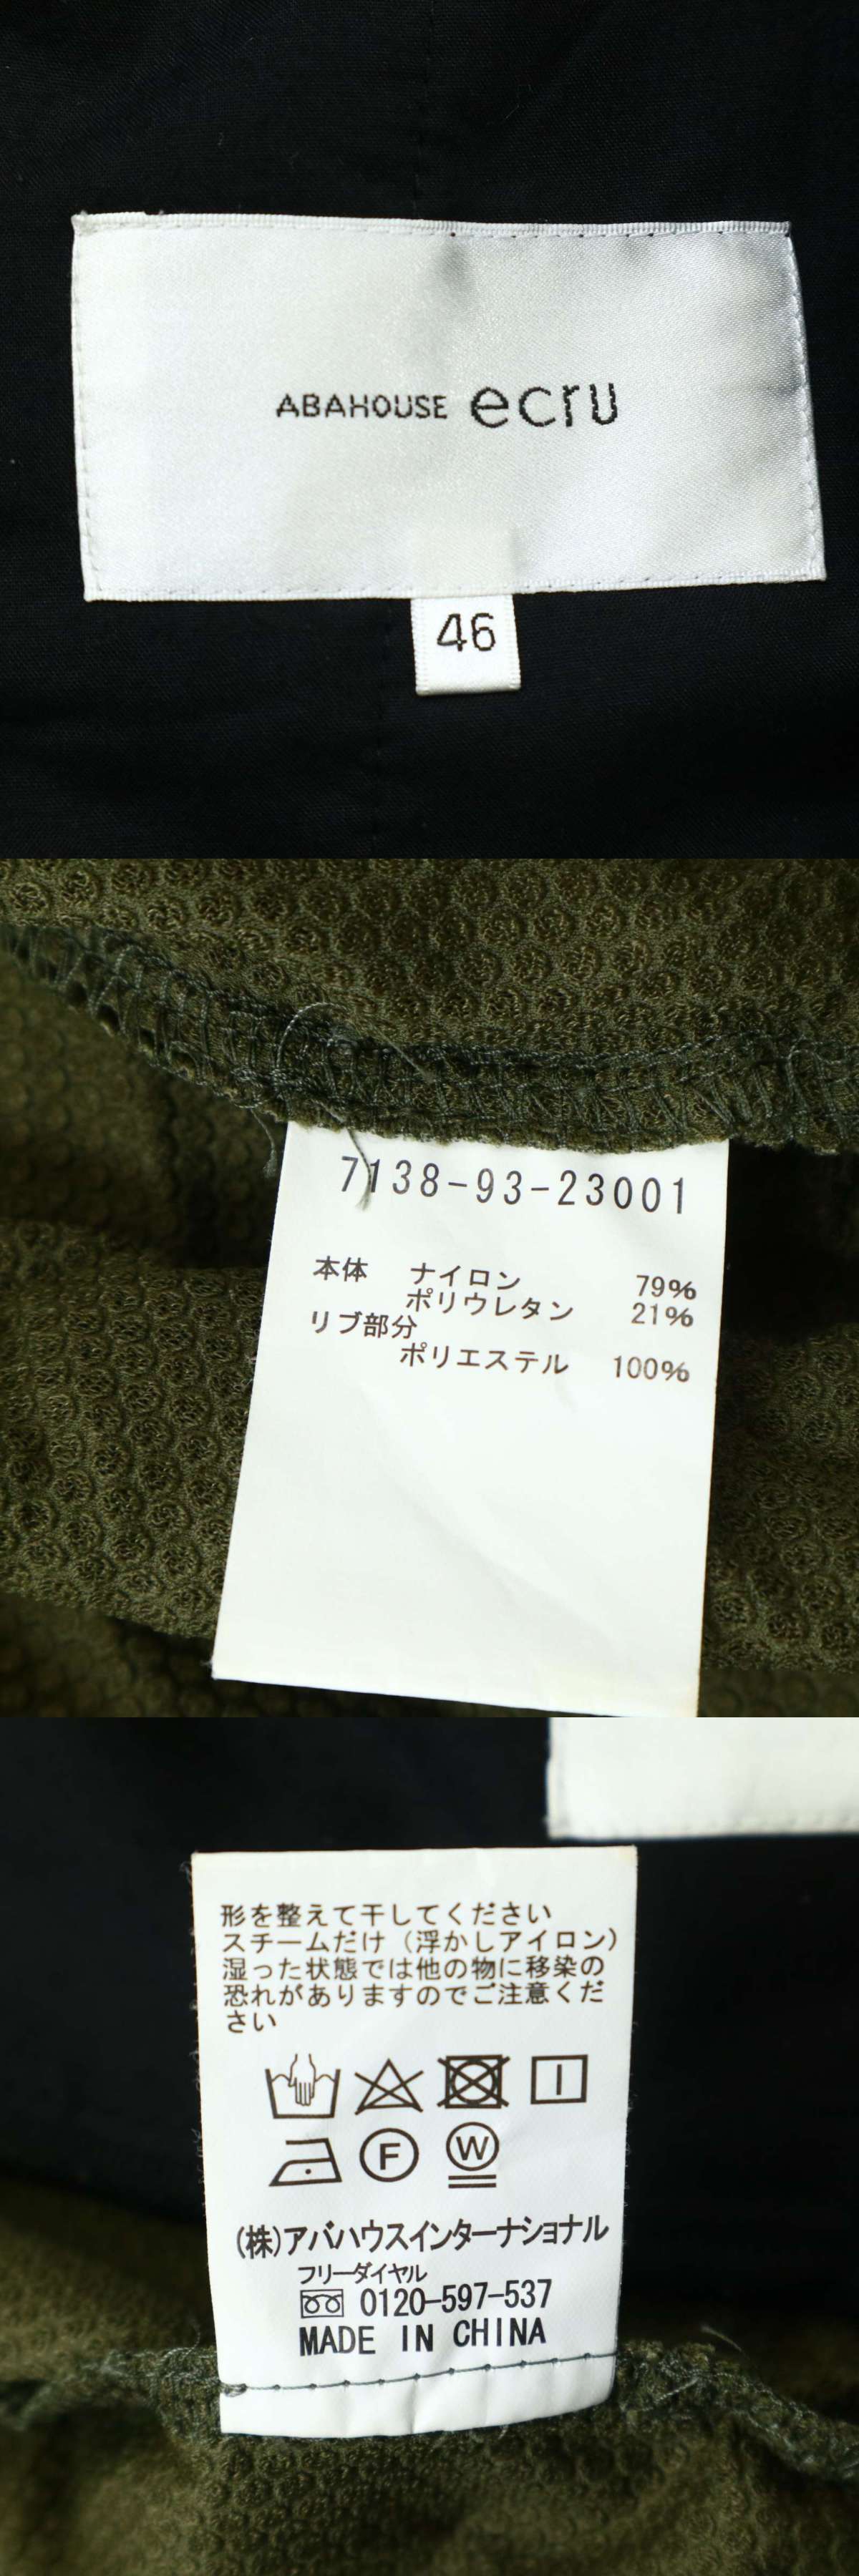 ABAHOUSE ecru
46
7138-93-23001
本体 ナイロン 79%
ポリウレタン 21%
リブ部分
ポリエステル 100%
形を整えて干してください
スチームだけ（浮かしアイロン）
湿った状態では他の物に移染の
恐れがありますのでご注意くだ
さい
F W
(株)アバハウスインターナショナル
フリーダイヤル
0120-597-537
MADE IN CHINA